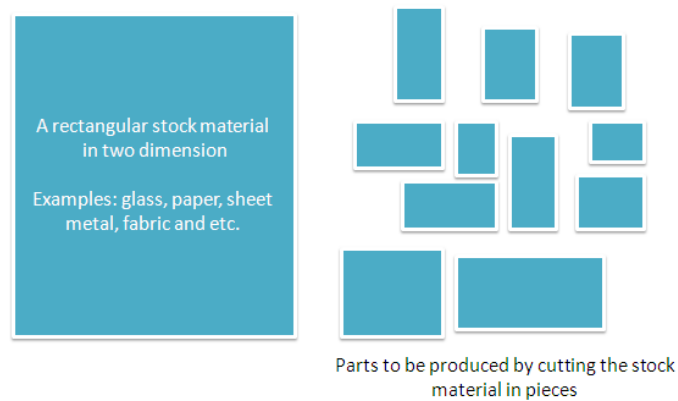 A rectangular stock material
in two dimension
Examples: glass, paper, sheet
metal, fabric and etc.
Parts to be produced by cutting the stock
material in pieces